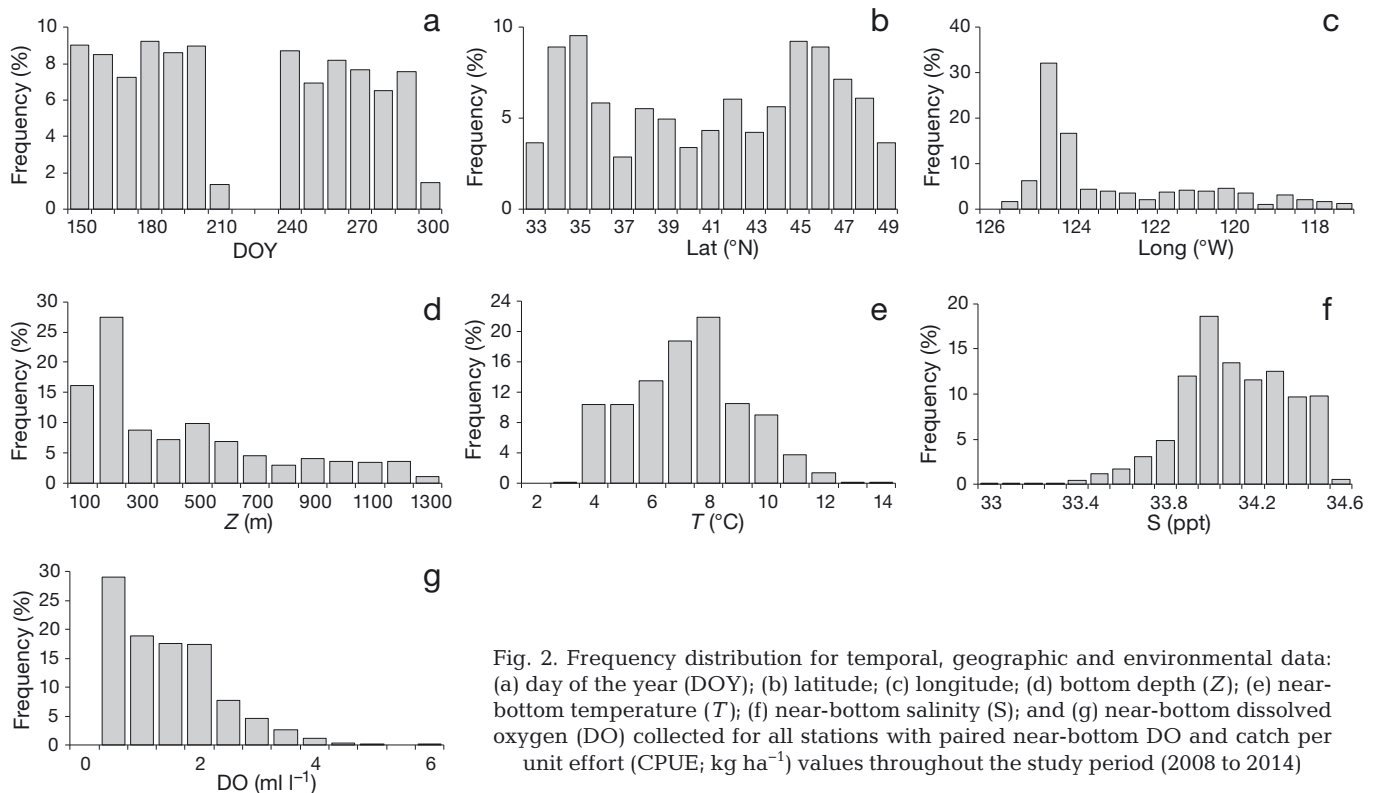 a
Frequency (%)
10
8
6
4
2
0
150 180 210 240 270 300
DOY
b
Frequency (%)
10
5
0
33 35 37 39 41 43 45 47 49
Lat (°N)
c
Frequency (%)
40
30
20
10
0
126 124 122 120 118
Long (°W)
d
Frequency (%)
30
25
20
15
10
5
0
100 300 500 700 900 1100 1300
Z (m)
e
Frequency (%)
24
20
16
12
8
4
0
2 4 6 8 10 12 14
T (°C)
f
Frequency (%)
20
15
10
5
0
33 33.4 33.8 34.2 34.6
S (ppt)
g
Frequency (%)
30
25
20
15
10
5
0
0 2 4 6
DO (ml l⁻¹)
Fig. 2. Frequency distribution for temporal, geographic and environmental data:
(a) day of the year (DOY); (b) latitude; (c) longitude; (d) bottom depth (Z); (e) near-
bottom temperature (T); (f) near-bottom salinity (S); and (g) near-bottom dissolved
oxygen (DO) collected for all stations with paired near-bottom DO and catch per
unit effort (CPUE; kg ha⁻¹) values throughout the study period (2008 to 2014)